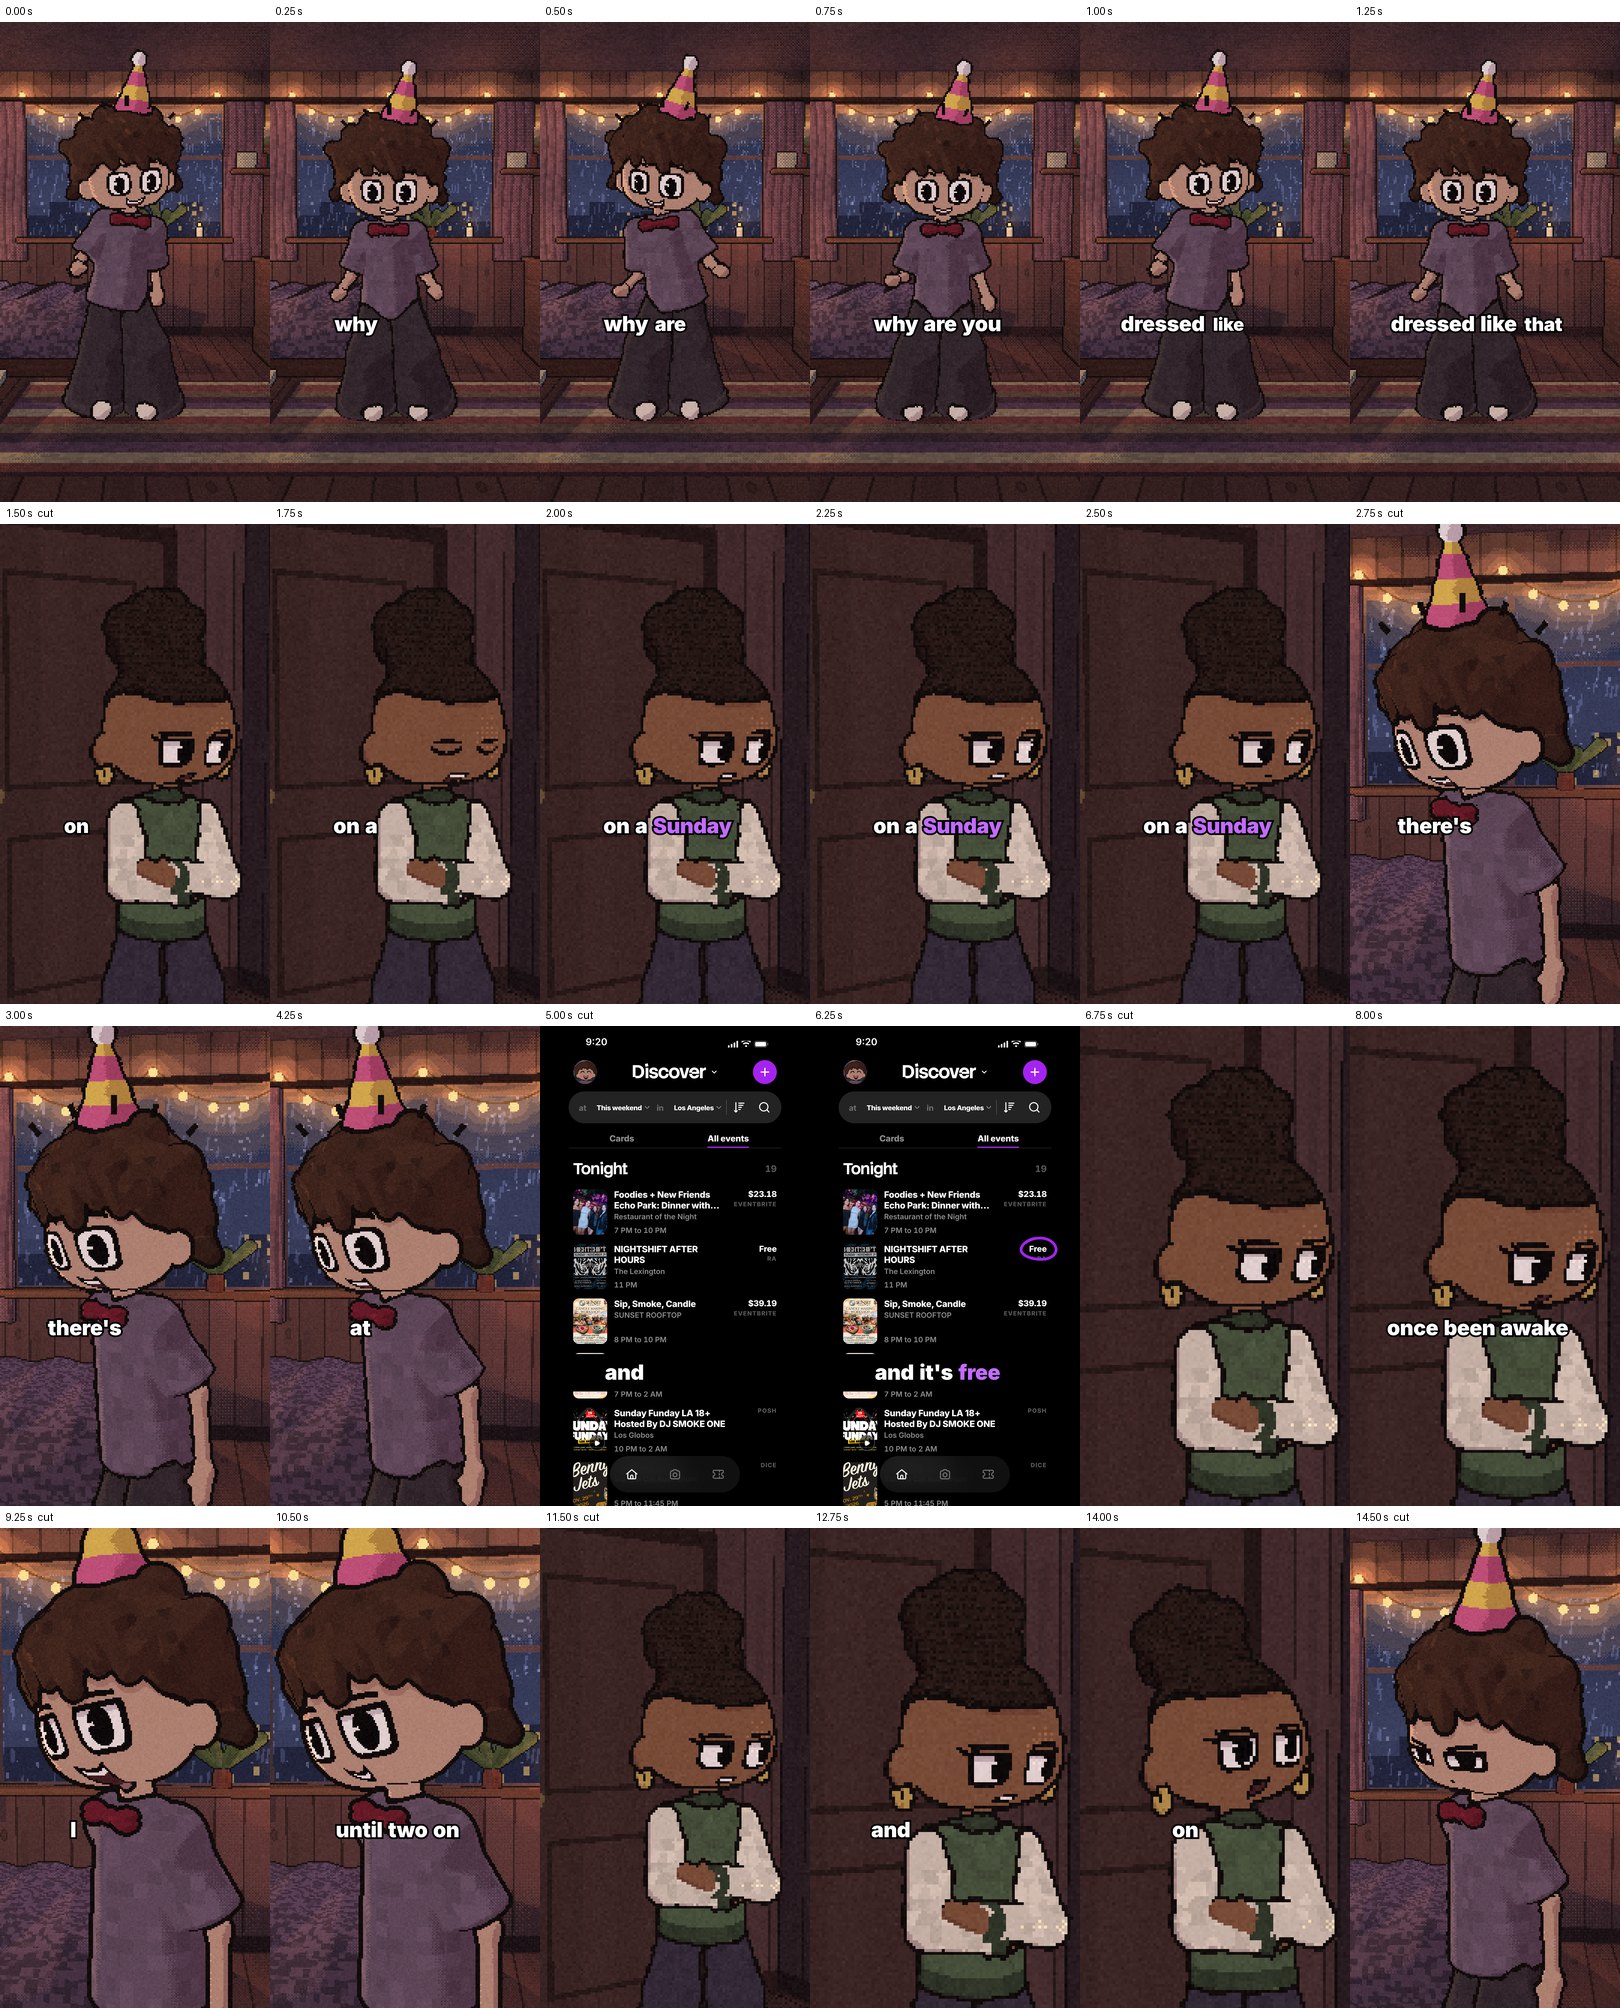 0.00 s
0.25 s
0.50 s
0.75 s
1.00 s
1.25 s
why
why are
why are you
dressed like
dressed like that
1.50 s cut
1.75 s
2.00 s
2.25 s
2.50 s
2.75 s cut
on
on a
on a Sunday
on a Sunday
on a Sunday
there's
3.00 s
4.25 s
5.00 s cut
6.25 s
6.75 s cut
8.00 s
there's
at
9:20
Discover
at This weekend in Los Angeles
Cards All events
Tonight 19
Foodies + New Friends $23.18
Echo Park: Dinner with... EVENTBRITE
Restaurant of the Night
7 PM to 10 PM
NIGHTSHIFT AFTER Free
HOURS RA
The Lexington
11 PM
Sip, Smoke, Candle $39.19
SUNSET ROOFTOP EVENTBRITE
8 PM to 10 PM
and
7 PM to 2 AM
Sunday Funday LA 18+ POSH
Hosted By DJ SMOKE ONE
Los Globos
10 PM to 2 AM
UNDA
FUNDAY
Benny
Jets
DICE
5 PM to 11:45 PM
9:20
Discover
at This weekend in Los Angeles
Cards All events
Tonight 19
Foodies + New Friends $23.18
Echo Park: Dinner with... EVENTBRITE
Restaurant of the Night
7 PM to 10 PM
NIGHTSHIFT AFTER Free
HOURS
The Lexington
11 PM
Sip, Smoke, Candle $39.19
SUNSET ROOFTOP EVENTBRITE
8 PM to 10 PM
and it's free
7 PM to 2 AM
Sunday Funday LA 18+ POSH
Hosted By DJ SMOKE ONE
Los Globos
10 PM to 2 AM
UNDA
FUNDAY
Benny
Jets
DICE
5 PM to 11:45 PM
once been awake
9.25 s cut
10.50 s
11.50 s cut
12.75 s
14.00 s
14.50 s cut
I
until two on
and
on